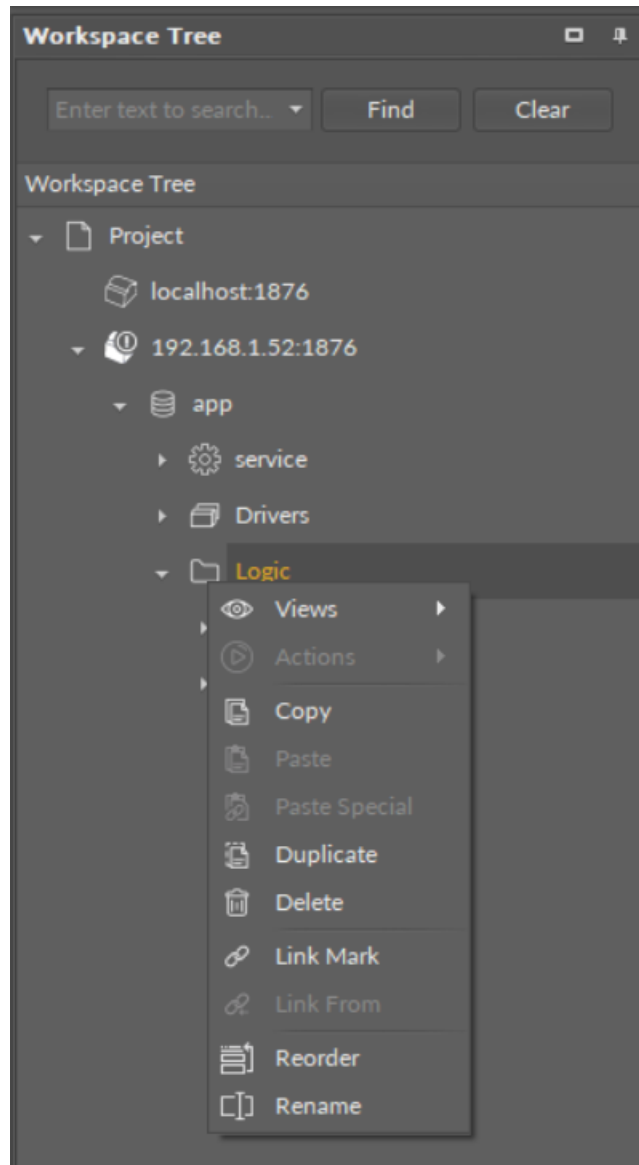 Workspace Tree
Enter text to search.. Find Clear
Workspace Tree
Project
localhost:1876
192.168.1.52:1876
app
service
Drivers
Logic
Views
Actions
Copy
Paste
Paste Special
Duplicate
Delete
Link Mark
Link From
Reorder
Rename